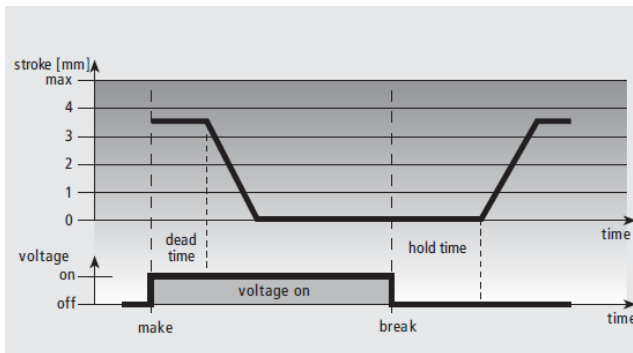 stroke [mm]
max
4
3
2
1
0
time
dead
time
hold time
voltage
on
voltage on
off
time
make
break